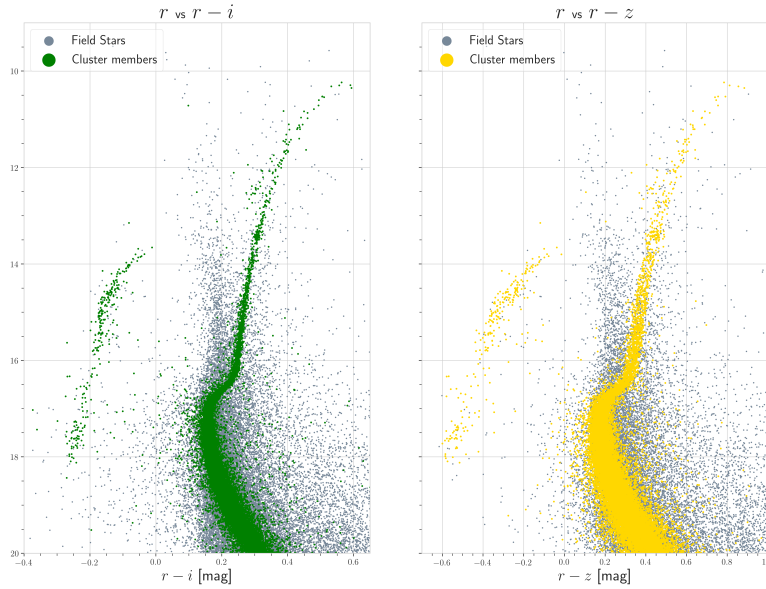 r vs r − i
r vs r − z
Field Stars
Cluster members
Field Stars
Cluster members
10
12
14
16
18
20
−0.4
−0.2
0.0
0.2
0.4
0.6
−0.6
−0.4
−0.2
0.0
0.2
0.4
0.6
0.8
r − i [mag]
r − z [mag]